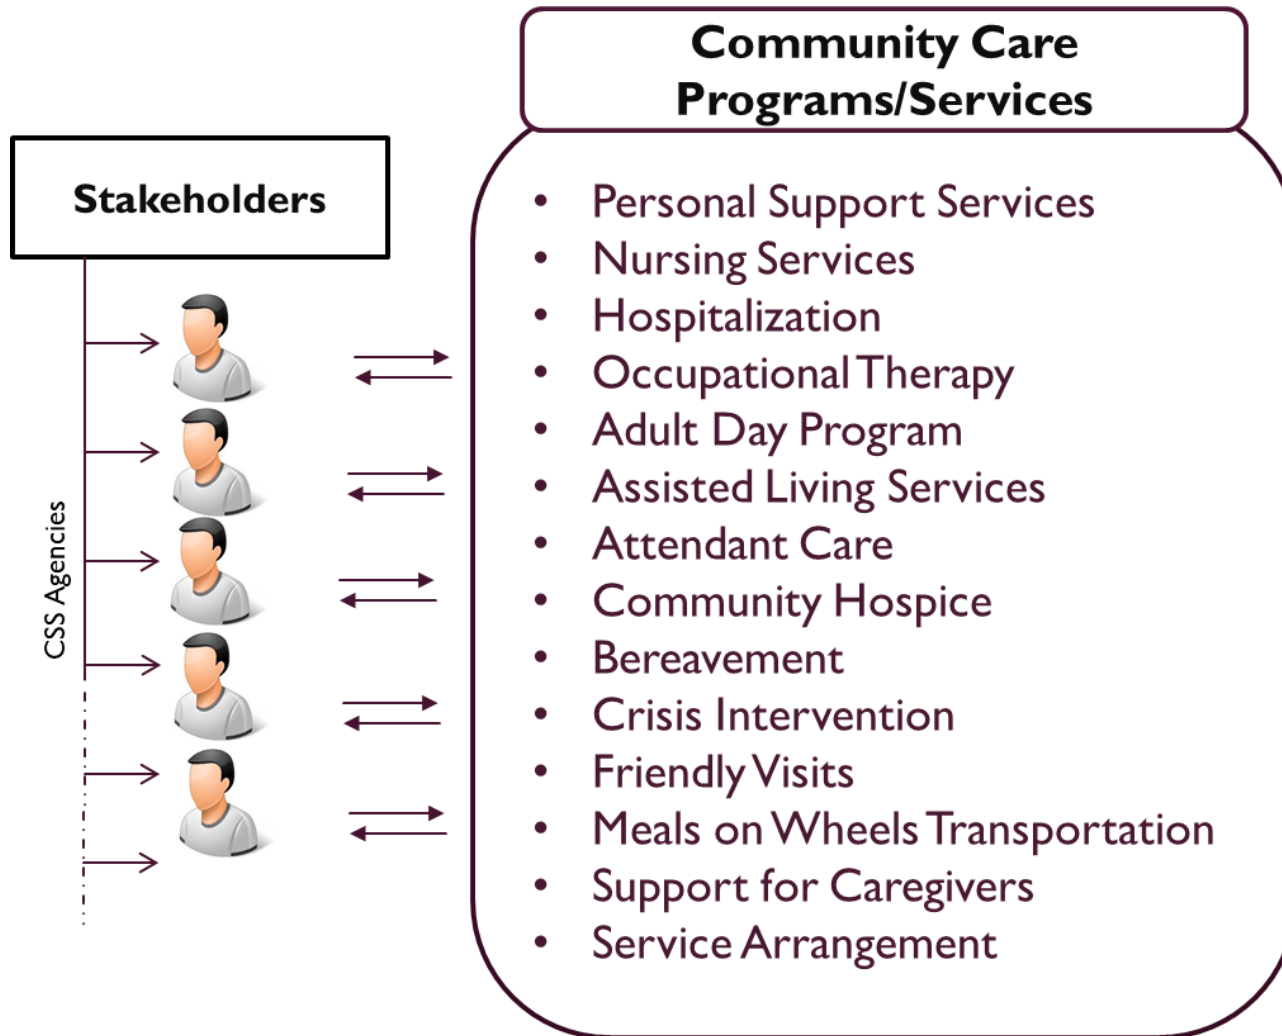 Community Care
Programs/Services
Stakeholders
CSS Agencies
• Personal Support Services
• Nursing Services
• Hospitalization
• Occupational Therapy
• Adult Day Program
• Assisted Living Services
• Attendant Care
• Community Hospice
• Bereavement
• Crisis Intervention
• Friendly Visits
• Meals on Wheels Transportation
• Support for Caregivers
• Service Arrangement